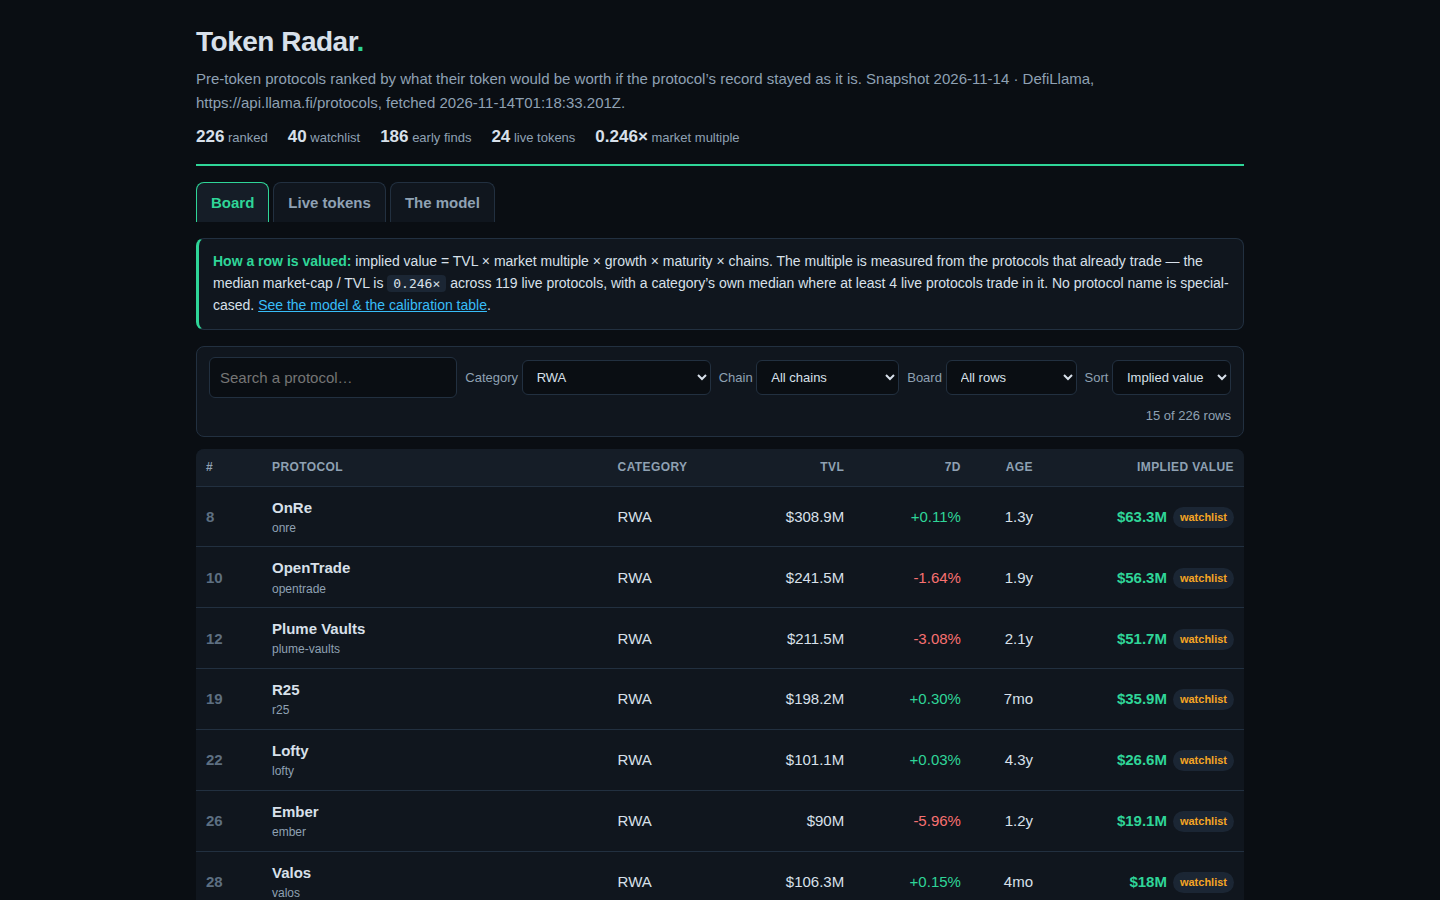 Token Radar.
Pre-token protocols ranked by what their token would be worth if the protocol's record stayed as it is. Snapshot 2026-11-14 · DefiLlama,
https://api.llama.fi/protocols, fetched 2026-11-14T01:18:33.201Z.
226 ranked 40 watchlist 186 early finds 24 live tokens 0.246× market multiple
Board Live tokens The model
How a row is valued: implied value = TVL × market multiple × growth × maturity × chains. The multiple is measured from the protocols that already trade — the
median market-cap / TVL is 0.246× across 119 live protocols, with a category's own median where at least 4 live protocols trade in it. No protocol name is special-
cased. See the model & the calibration table.
Search a protocol… Category RWA Chain All chains Board All rows Sort Implied value
15 of 226 rows
# PROTOCOL CATEGORY TVL 7D AGE IMPLIED VALUE
8 OnRe RWA $308.9M +0.11% 1.3y $63.3M watchlist
onre
10 OpenTrade RWA $241.5M -1.64% 1.9y $56.3M watchlist
opentrade
12 Plume Vaults RWA $211.5M -3.08% 2.1y $51.7M watchlist
plume-vaults
19 R25 RWA $198.2M +0.30% 7mo $35.9M watchlist
r25
22 Lofty RWA $101.1M +0.03% 4.3y $26.6M watchlist
lofty
26 Ember RWA $90M -5.96% 1.2y $19.1M watchlist
ember
28 Valos RWA $106.3M +0.15% 4mo $18M watchlist
valos